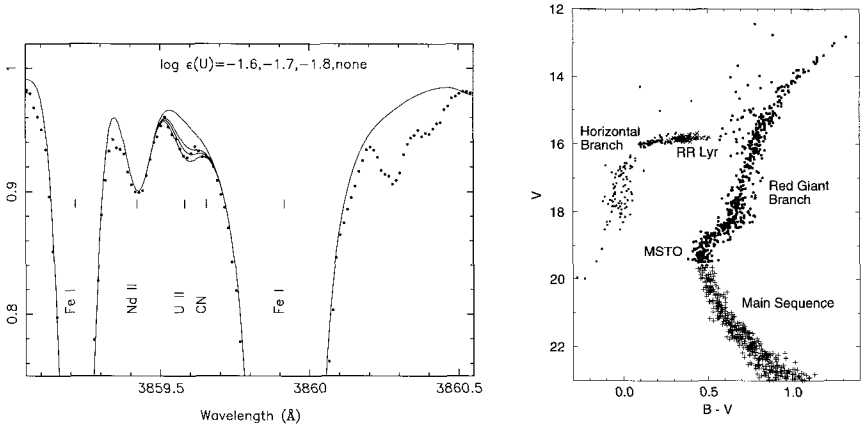 log ε(U)=−1.6,−1.7,−1.8,none
1
0.9
0.8
Fe I
Nd II
U II
CN
Fe I
3859.5
3860
3860.5
Wavelength (Å)
12
14
16
18
20
22
V
Horizontal
Branch
RR Lyr
Red Giant
Branch
MSTO
Main Sequence
0.0
0.5
1.0
B - V